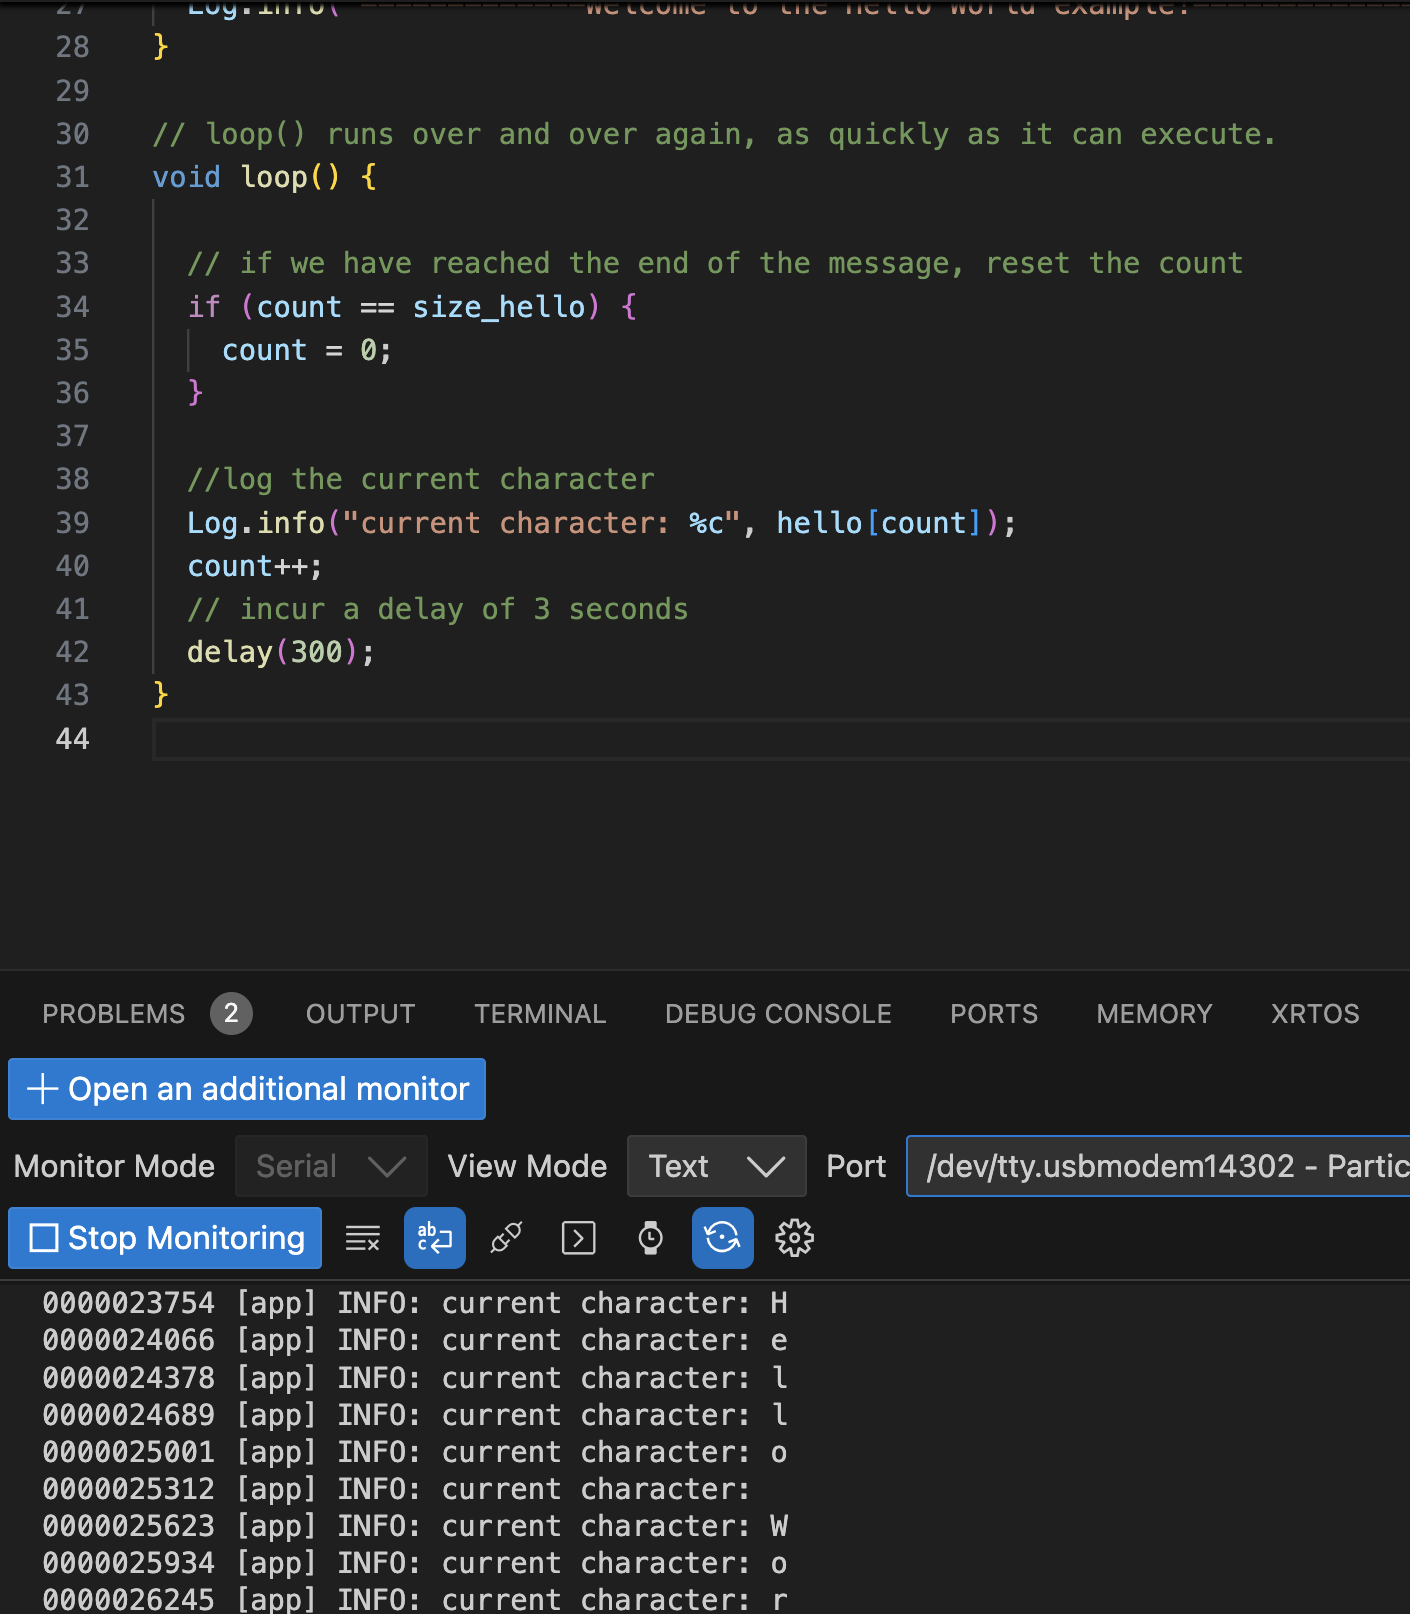 27 Log.info("--------------Welcome to the Hello World example!
28 }
29
30 // loop() runs over and over again, as quickly as it can execute.
31 void loop() {
32
33 // if we have reached the end of the message, reset the count
34 if (count == size_hello) {
35 count = 0;
36 }
37
38 //log the current character
39 Log.info("current character: %c", hello[count]);
40 count++;
41 // incur a delay of 3 seconds
42 delay(300);
43 }
44
PROBLEMS 2 OUTPUT TERMINAL DEBUG CONSOLE PORTS MEMORY XRTOS
Open an additional monitor
Monitor Mode Serial View Mode Text Port /dev/tty.usbmodem14302 - Partic
Stop Monitoring
0000023754 [app] INFO: current character: H
0000024066 [app] INFO: current character: e
0000024378 [app] INFO: current character: l
0000024689 [app] INFO: current character: l
0000025001 [app] INFO: current character: o
0000025312 [app] INFO: current character:
0000025623 [app] INFO: current character: W
0000025934 [app] INFO: current character: o
0000026245 [app] INFO: current character: r